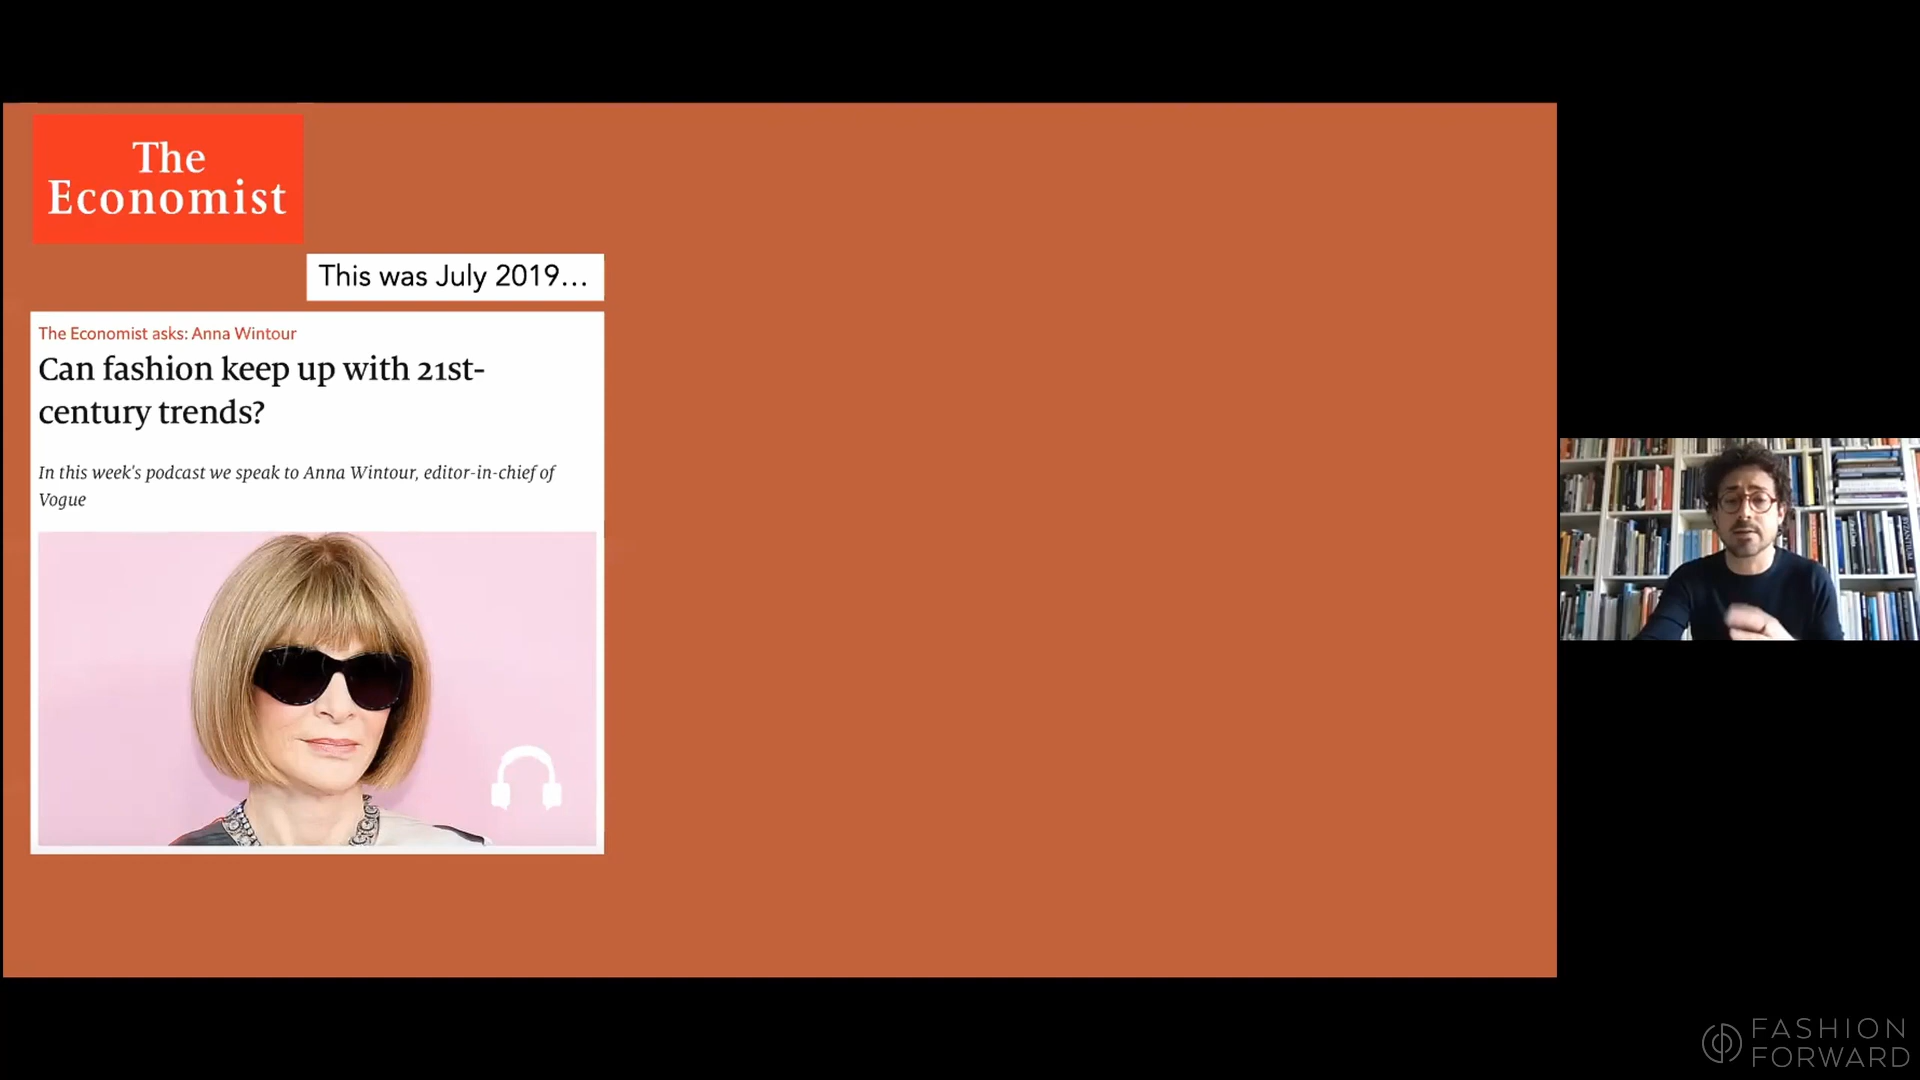 The
Economist
This was July 2019...
The Economist asks: Anna Wintour
Can fashion keep up with 21st-
century trends?
In this week's podcast we speak to Anna Wintour, editor-in-chief of
Vogue
BYZANTIUM
FASHION
FORWARD